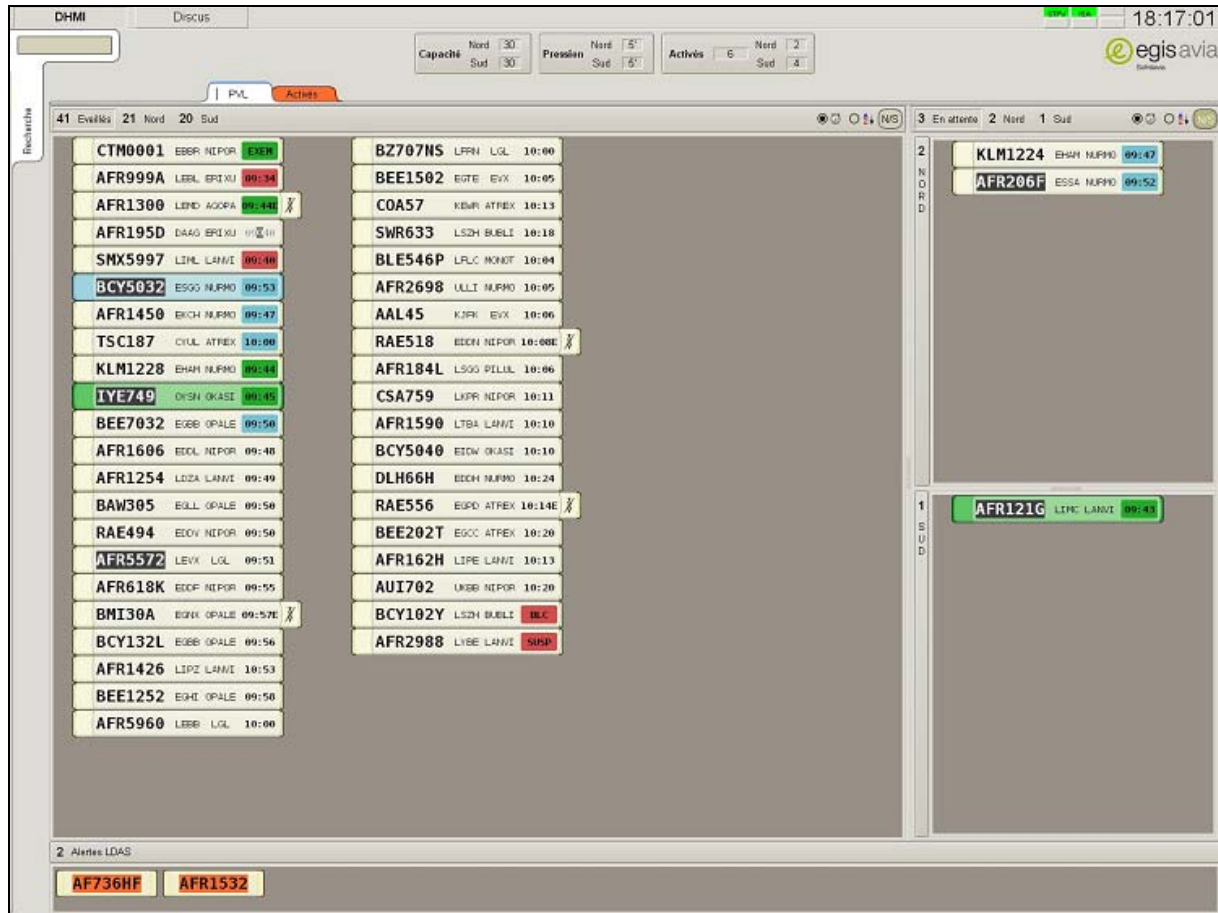 DHMI Discus STPV IEA 18:17:01
Capacité Nord 30 Sud 30 Pression Nord 5' Sud 5' Activés 6 Nord 2 Sud 4
egis avia
Recherche
PVL Activés
41 Eveillés 21 Nord 20 Sud N/S
3 En attente 2 Nord 1 Sud N/S
CTM0001 EBBR NIPOR EXEM
AFR999A LEBL ERIXU 09:34
AFR1300 LEMD AGOPA 09:44E
AFR195D DAAG ERIXU
SMX5997 LIML LANVI 09:40
BCY5032 ESGG NURMO 09:53
AFR1450 EKCH NURMO 09:47
TSC187 CYUL ATREX 10:00
KLM1228 EHAM NURMO 09:44
IYE749 OYSN OKASI 09:45
BEE7032 EGBB OPALE 09:50
AFR1606 EDDL NIPOR 09:48
AFR1254 LDZA LANVI 09:49
BAW305 EGLL OPALE 09:50
RAE494 EDDV NIPOR 09:50
AFR5572 LEVX LGL 09:51
AFR618K EDDF NIPOR 09:55
BMI30A EGNX OPALE 09:57E
BCY132L EGBB OPALE 09:56
AFR1426 LIPZ LANVI 10:53
BEE1252 EGHI OPALE 09:58
AFR5960 LEBB LGL 10:00
BZ707NS LFRN LGL 10:00
BEE1502 EGTE EVX 10:05
COA57 KEWR ATREX 10:13
SWR633 LSZH BUBLI 10:18
BLE546P LFLC MONOT 10:04
AFR2698 ULLI NURMO 10:05
AAL45 KJFK EVX 10:06
RAE518 EDDN NIPOR 10:08E
AFR184L LSGG PILUL 10:06
CSA759 LKPR NIPOR 10:11
AFR1590 LTBA LANVI 10:10
BCY5040 EIDW OKASI 10:10
DLH66H EDDH NURMO 10:24
RAE556 EGPD ATREX 10:14E
BEE202T EGCC ATREX 10:20
AFR162H LIPE LANVI 10:13
AUI702 UKBB NIPOR 10:20
BCY102Y LSZH BUBLI BLC
AFR2988 LYBE LANVI SUSP
2 NORD
KLM1224 EHAM NURMO 09:47
AFR206F ESSA NURMO 09:52
1 SUD
AFR121G LIMC LANVI 09:43
2 Alertes LDAS
AF736HF AFR1532